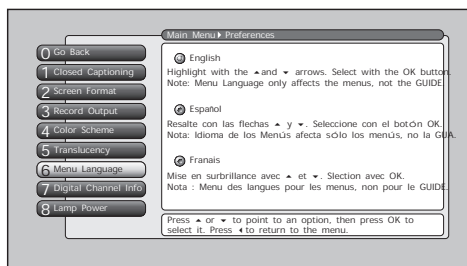 Main Menu ▶ Preferences
0 Go Back
1 Closed Captioning
2 Screen Format
3 Record Output
4 Color Scheme
5 Translucency
6 Menu Language
7 Digital Channel Info
8 Lamp Power
English
Highlight with the ▲and ▼ arrows. Select with the OK button.
Note: Menu Language only affects the menus, not the GUIDE.
Español
Resalte con las flechas ▲ y ▼. Seleccione con el botón OK.
Nota: Idioma de los Menús afecta sólo los menús, no la GUA.
Franais
Mise en surbrillance avec ▲ et ▼. Slection avec OK.
Nota : Menu des langues pour les menus, non pour le GUIDE.
Press ▲ or ▼ to point to an option, then press OK to
select it. Press ◀ to return to the menu.